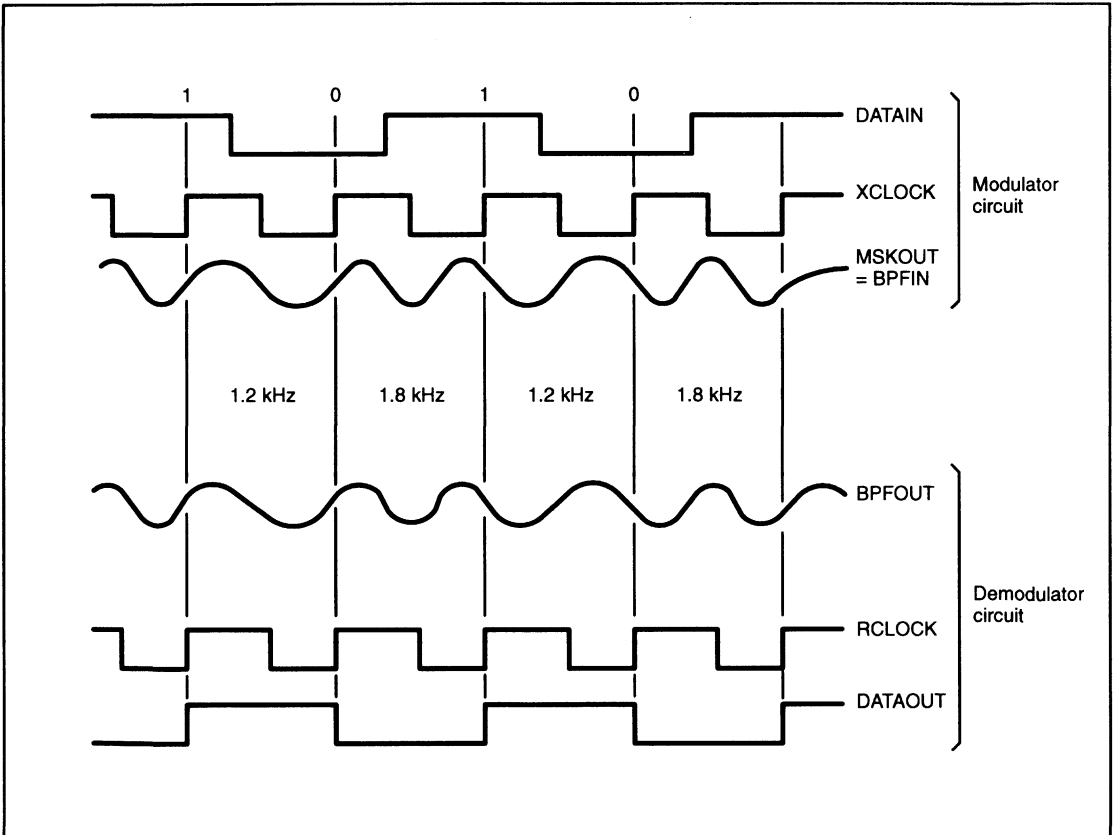 1 0 1 0
DATAIN
XCLOCK
Modulator
circuit
MSKOUT
= BPFIN
1.2 kHz 1.8 kHz 1.2 kHz 1.8 kHz
BPFOUT
Demodulator
circuit
RCLOCK
DATAOUT